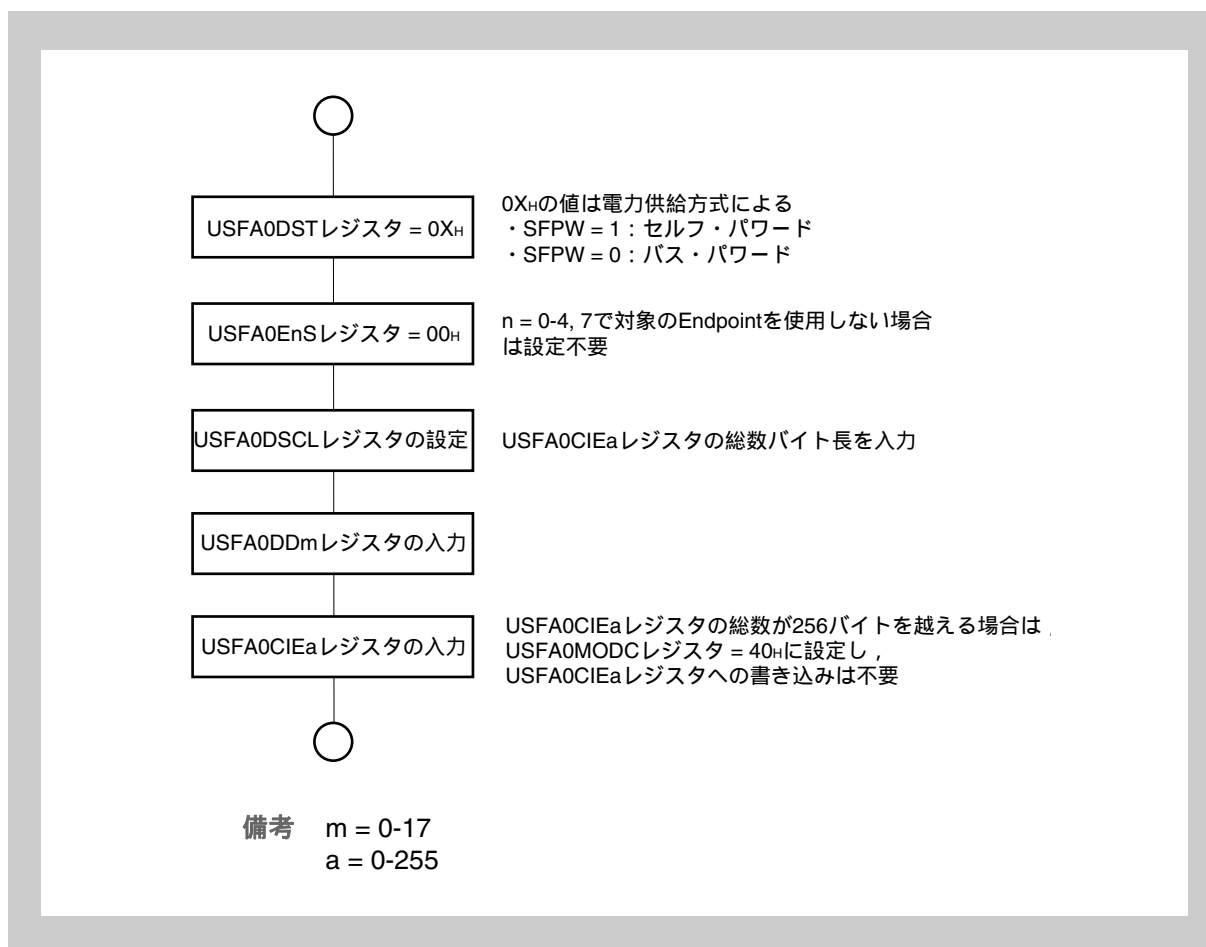 USFA0DSTレジスタ = 0XH
0XHの値は電力供給方式による
・SFPW = 1：セルフ・パワード
・SFPW = 0：バス・パワード
USFA0EnSレジスタ = 00H
n = 0-4, 7で対象のEndpointを使用しない場合
は設定不要
USFA0DSCLレジスタの設定
USFA0CIEaレジスタの総数バイト長を入力
USFA0DDmレジスタの入力
USFA0CIEaレジスタの入力
USFA0CIEaレジスタの総数が256バイトを越える場合は，
USFA0MODCレジスタ = 40Hに設定し，
USFA0CIEaレジスタへの書き込みは不要
備考 m = 0-17
a = 0-255